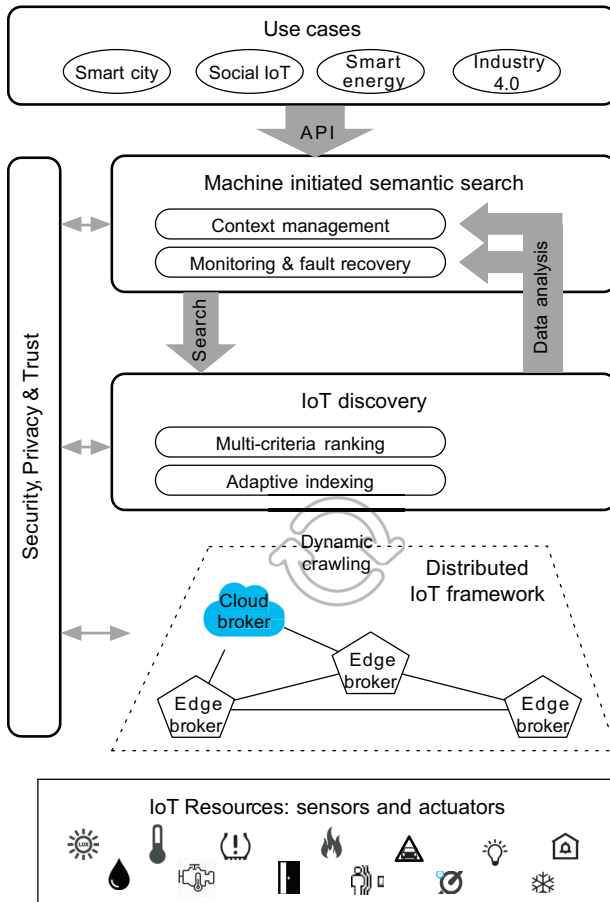 Use cases
Smart city
Social IoT
Smart
energy
Industry
4.0
API
Security, Privacy & Trust
Machine initiated semantic search
Context management
Monitoring & fault recovery
Search
Data analysis
IoT discovery
Multi-criteria ranking
Adaptive indexing
Dynamic
crawling
Distributed
IoT framework
Cloud
broker
Edge
broker
Edge
broker
Edge
broker
IoT Resources: sensors and actuators
LUX